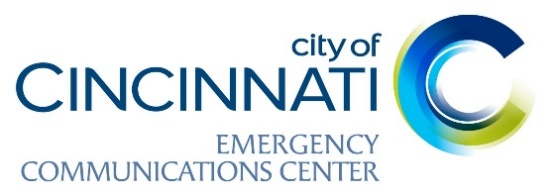 city of
CINCINNATI
EMERGENCY
COMMUNICATIONS CENTER